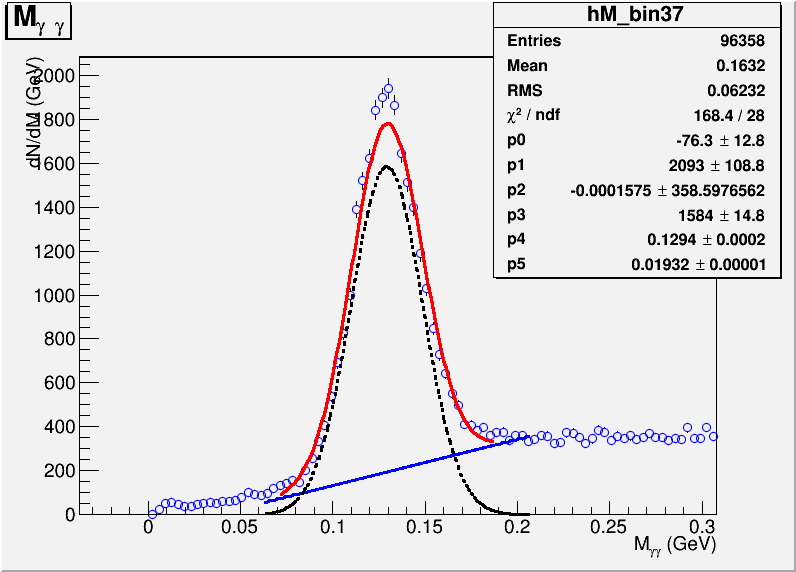 M_γγ
hM_bin37
Entries 96358
Mean 0.1632
RMS 0.06232
χ² / ndf 168.4 / 28
p0 -76.3 ± 12.8
p1 2093 ± 108.8
p2 -0.0001575 ± 358.5976562
p3 1584 ± 14.8
p4 0.1294 ± 0.0002
p5 0.01932 ± 0.00001
dN/dM (GeV)
2000
1800
1600
1400
1200
1000
800
600
400
200
0
0 0.05 0.1 0.15 0.2 0.25 0.3
M_γγ (GeV)